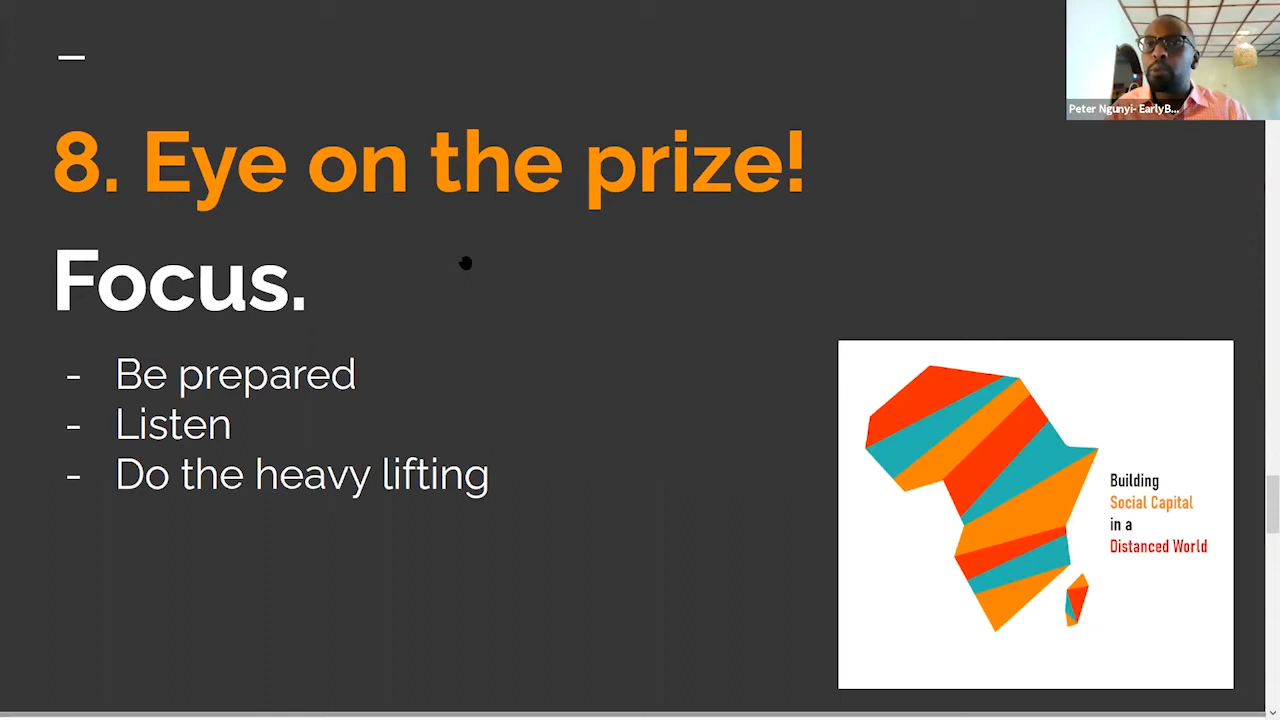 Peter Ngunyi- EarlyB...
8. Eye on the prize!
Focus.
- Be prepared
- Listen
- Do the heavy lifting
Building
Social Capital
in a
Distanced World